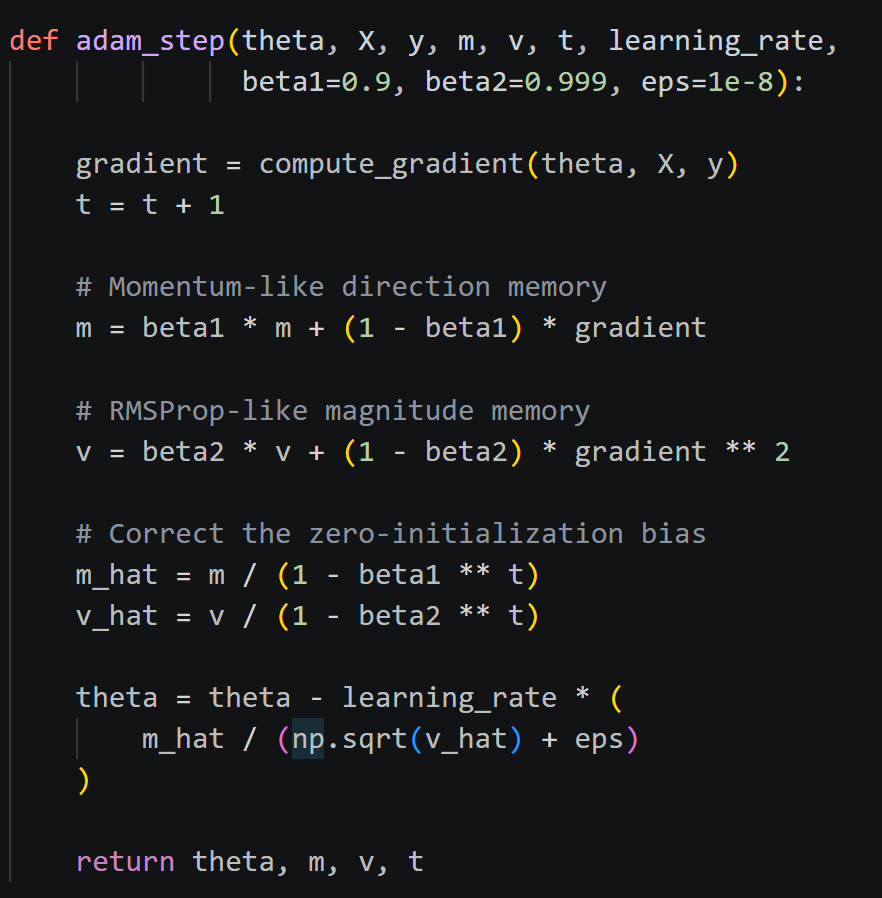 def adam_step(theta, X, y, m, v, t, learning_rate,
beta1=0.9, beta2=0.999, eps=1e-8):
gradient = compute_gradient(theta, X, y)
t = t + 1
# Momentum-like direction memory
m = beta1 * m + (1 - beta1) * gradient
# RMSProp-like magnitude memory
v = beta2 * v + (1 - beta2) * gradient ** 2
# Correct the zero-initialization bias
m_hat = m / (1 - beta1 ** t)
v_hat = v / (1 - beta2 ** t)
theta = theta - learning_rate * (
m_hat / (np.sqrt(v_hat) + eps)
)
return theta, m, v, t